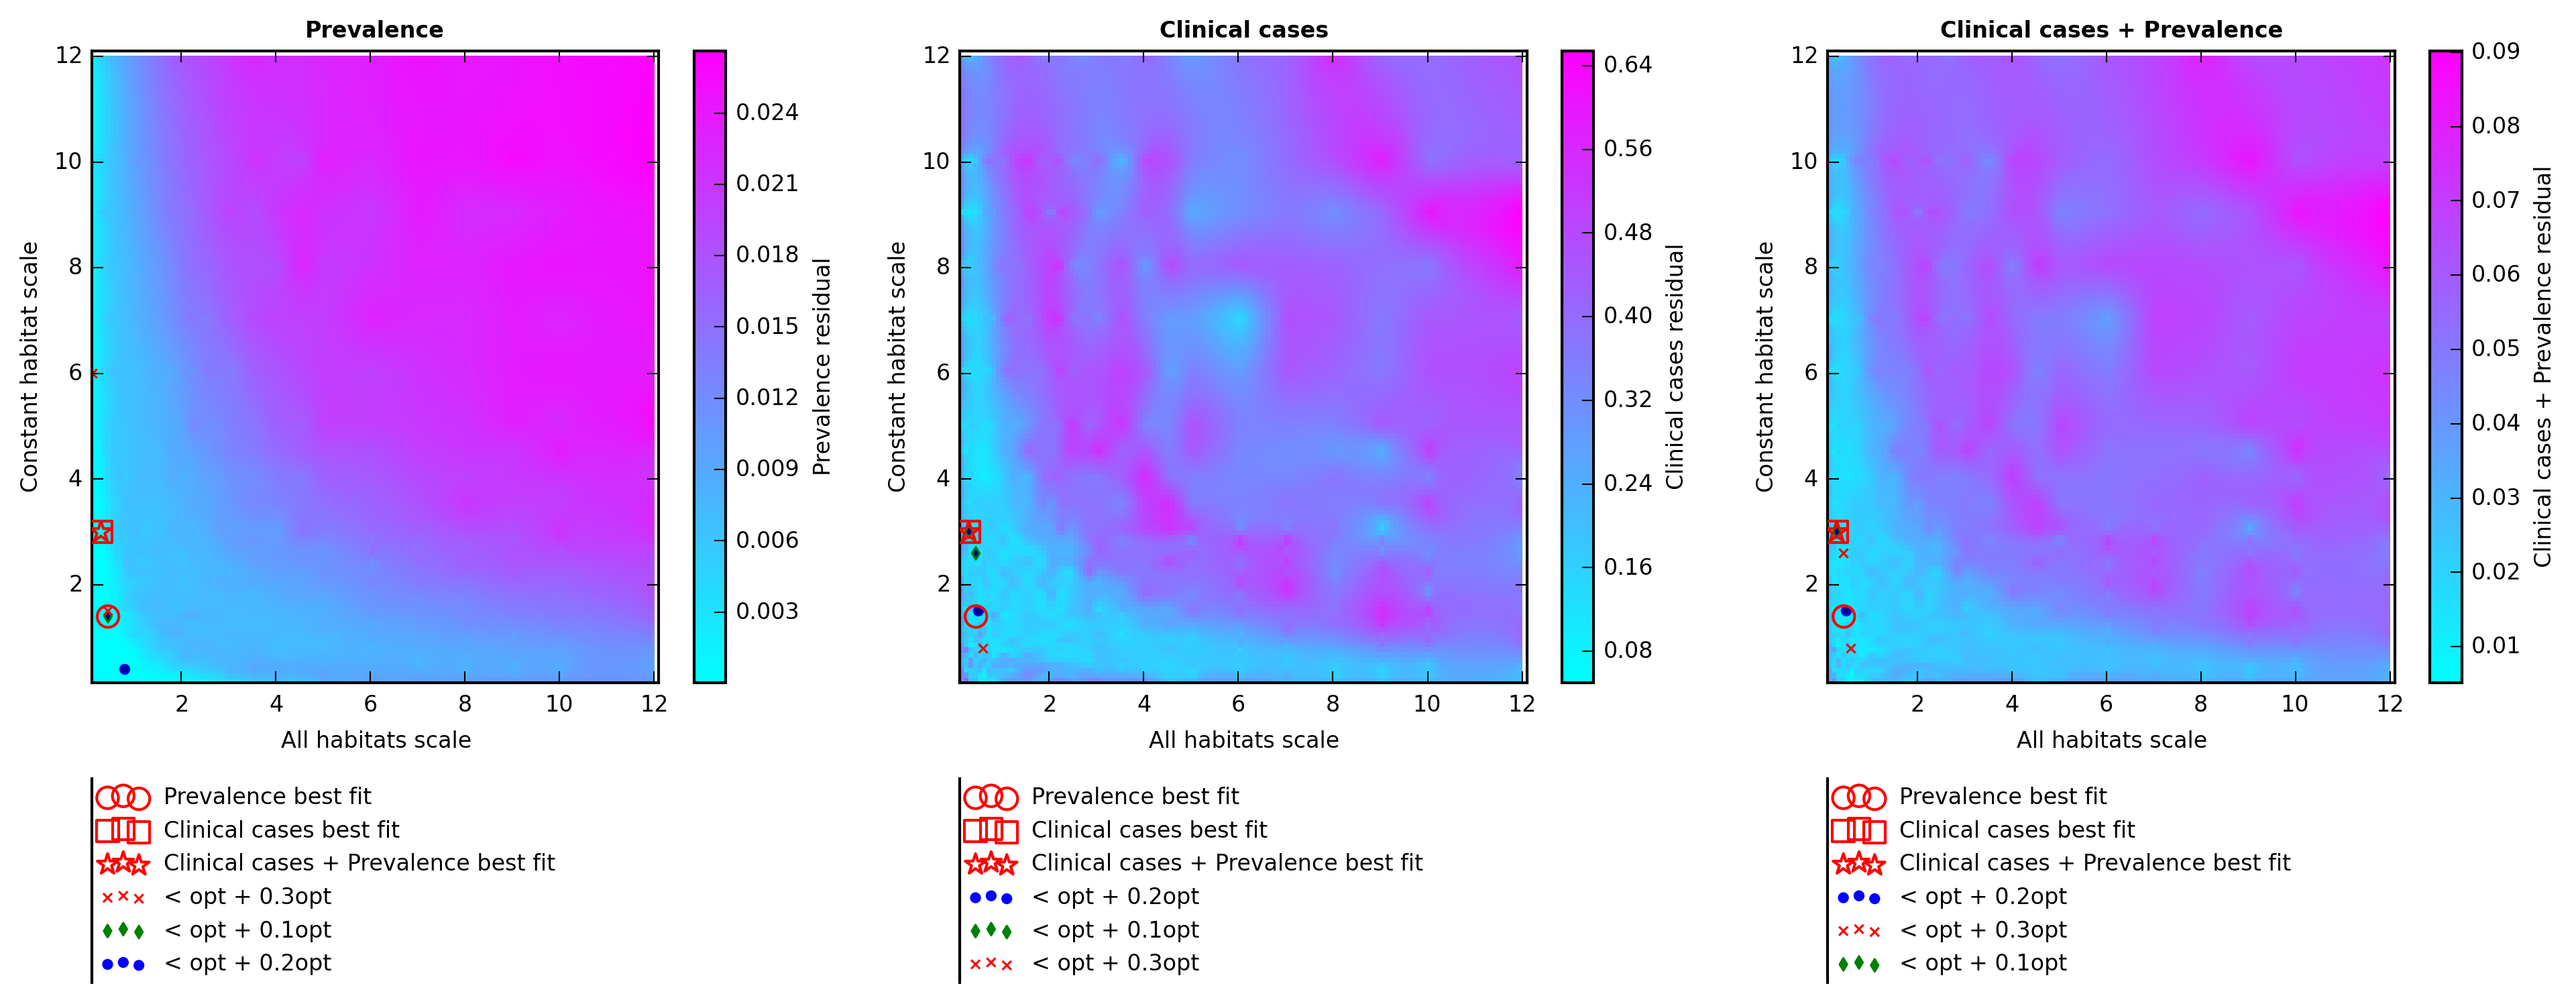 Prevalence
Clinical cases
Clinical cases + Prevalence
12
10
8
6
4
2
Constant habitat scale
2 4 6 8 10 12
All habitats scale
0.024
0.021
0.018
0.015
0.012
0.009
0.006
0.003
Prevalence residual
12
10
8
6
4
2
Constant habitat scale
2 4 6 8 10 12
All habitats scale
0.64
0.56
0.48
0.40
0.32
0.24
0.16
0.08
Clinical cases residual
12
10
8
6
4
2
Constant habitat scale
2 4 6 8 10 12
All habitats scale
0.09
0.08
0.07
0.06
0.05
0.04
0.03
0.02
0.01
Clinical cases + Prevalence residual
Prevalence best fit
Clinical cases best fit
Clinical cases + Prevalence best fit
< opt + 0.3opt
< opt + 0.1opt
< opt + 0.2opt
Prevalence best fit
Clinical cases best fit
Clinical cases + Prevalence best fit
< opt + 0.2opt
< opt + 0.1opt
< opt + 0.3opt
Prevalence best fit
Clinical cases best fit
Clinical cases + Prevalence best fit
< opt + 0.2opt
< opt + 0.3opt
< opt + 0.1opt